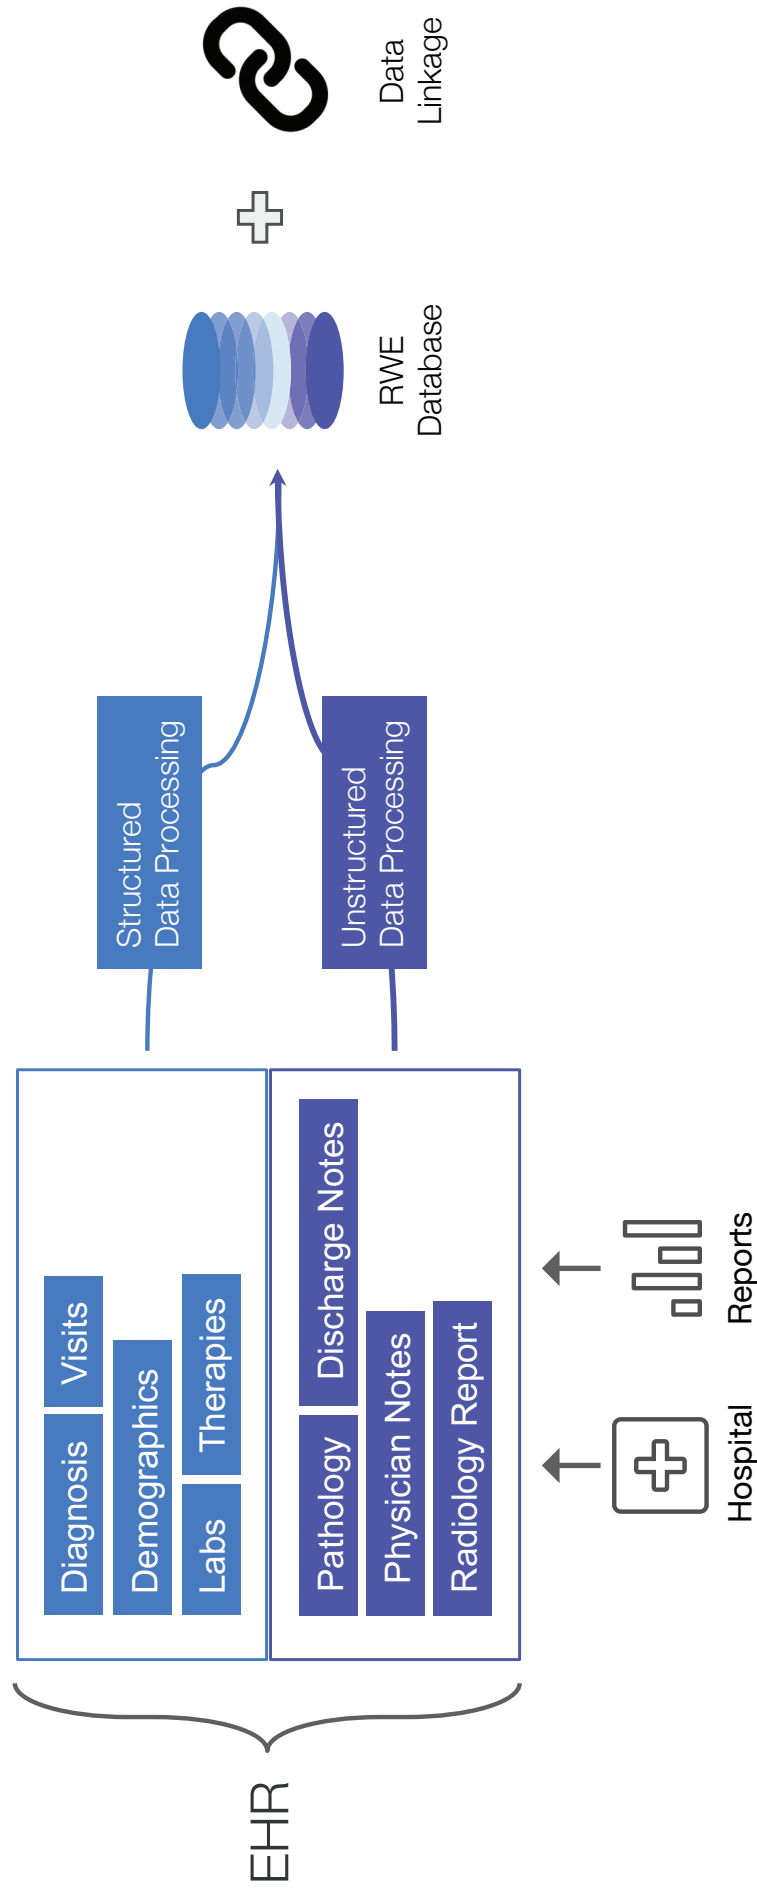 EHR
Diagnosis
Visits
Demographics
Labs
Therapies
Pathology
Discharge Notes
Physician Notes
Radiology Report
Hospital
Reports
Structured
Data Processing
Unstructured
Data Processing
RWE
Database
Data
Linkage